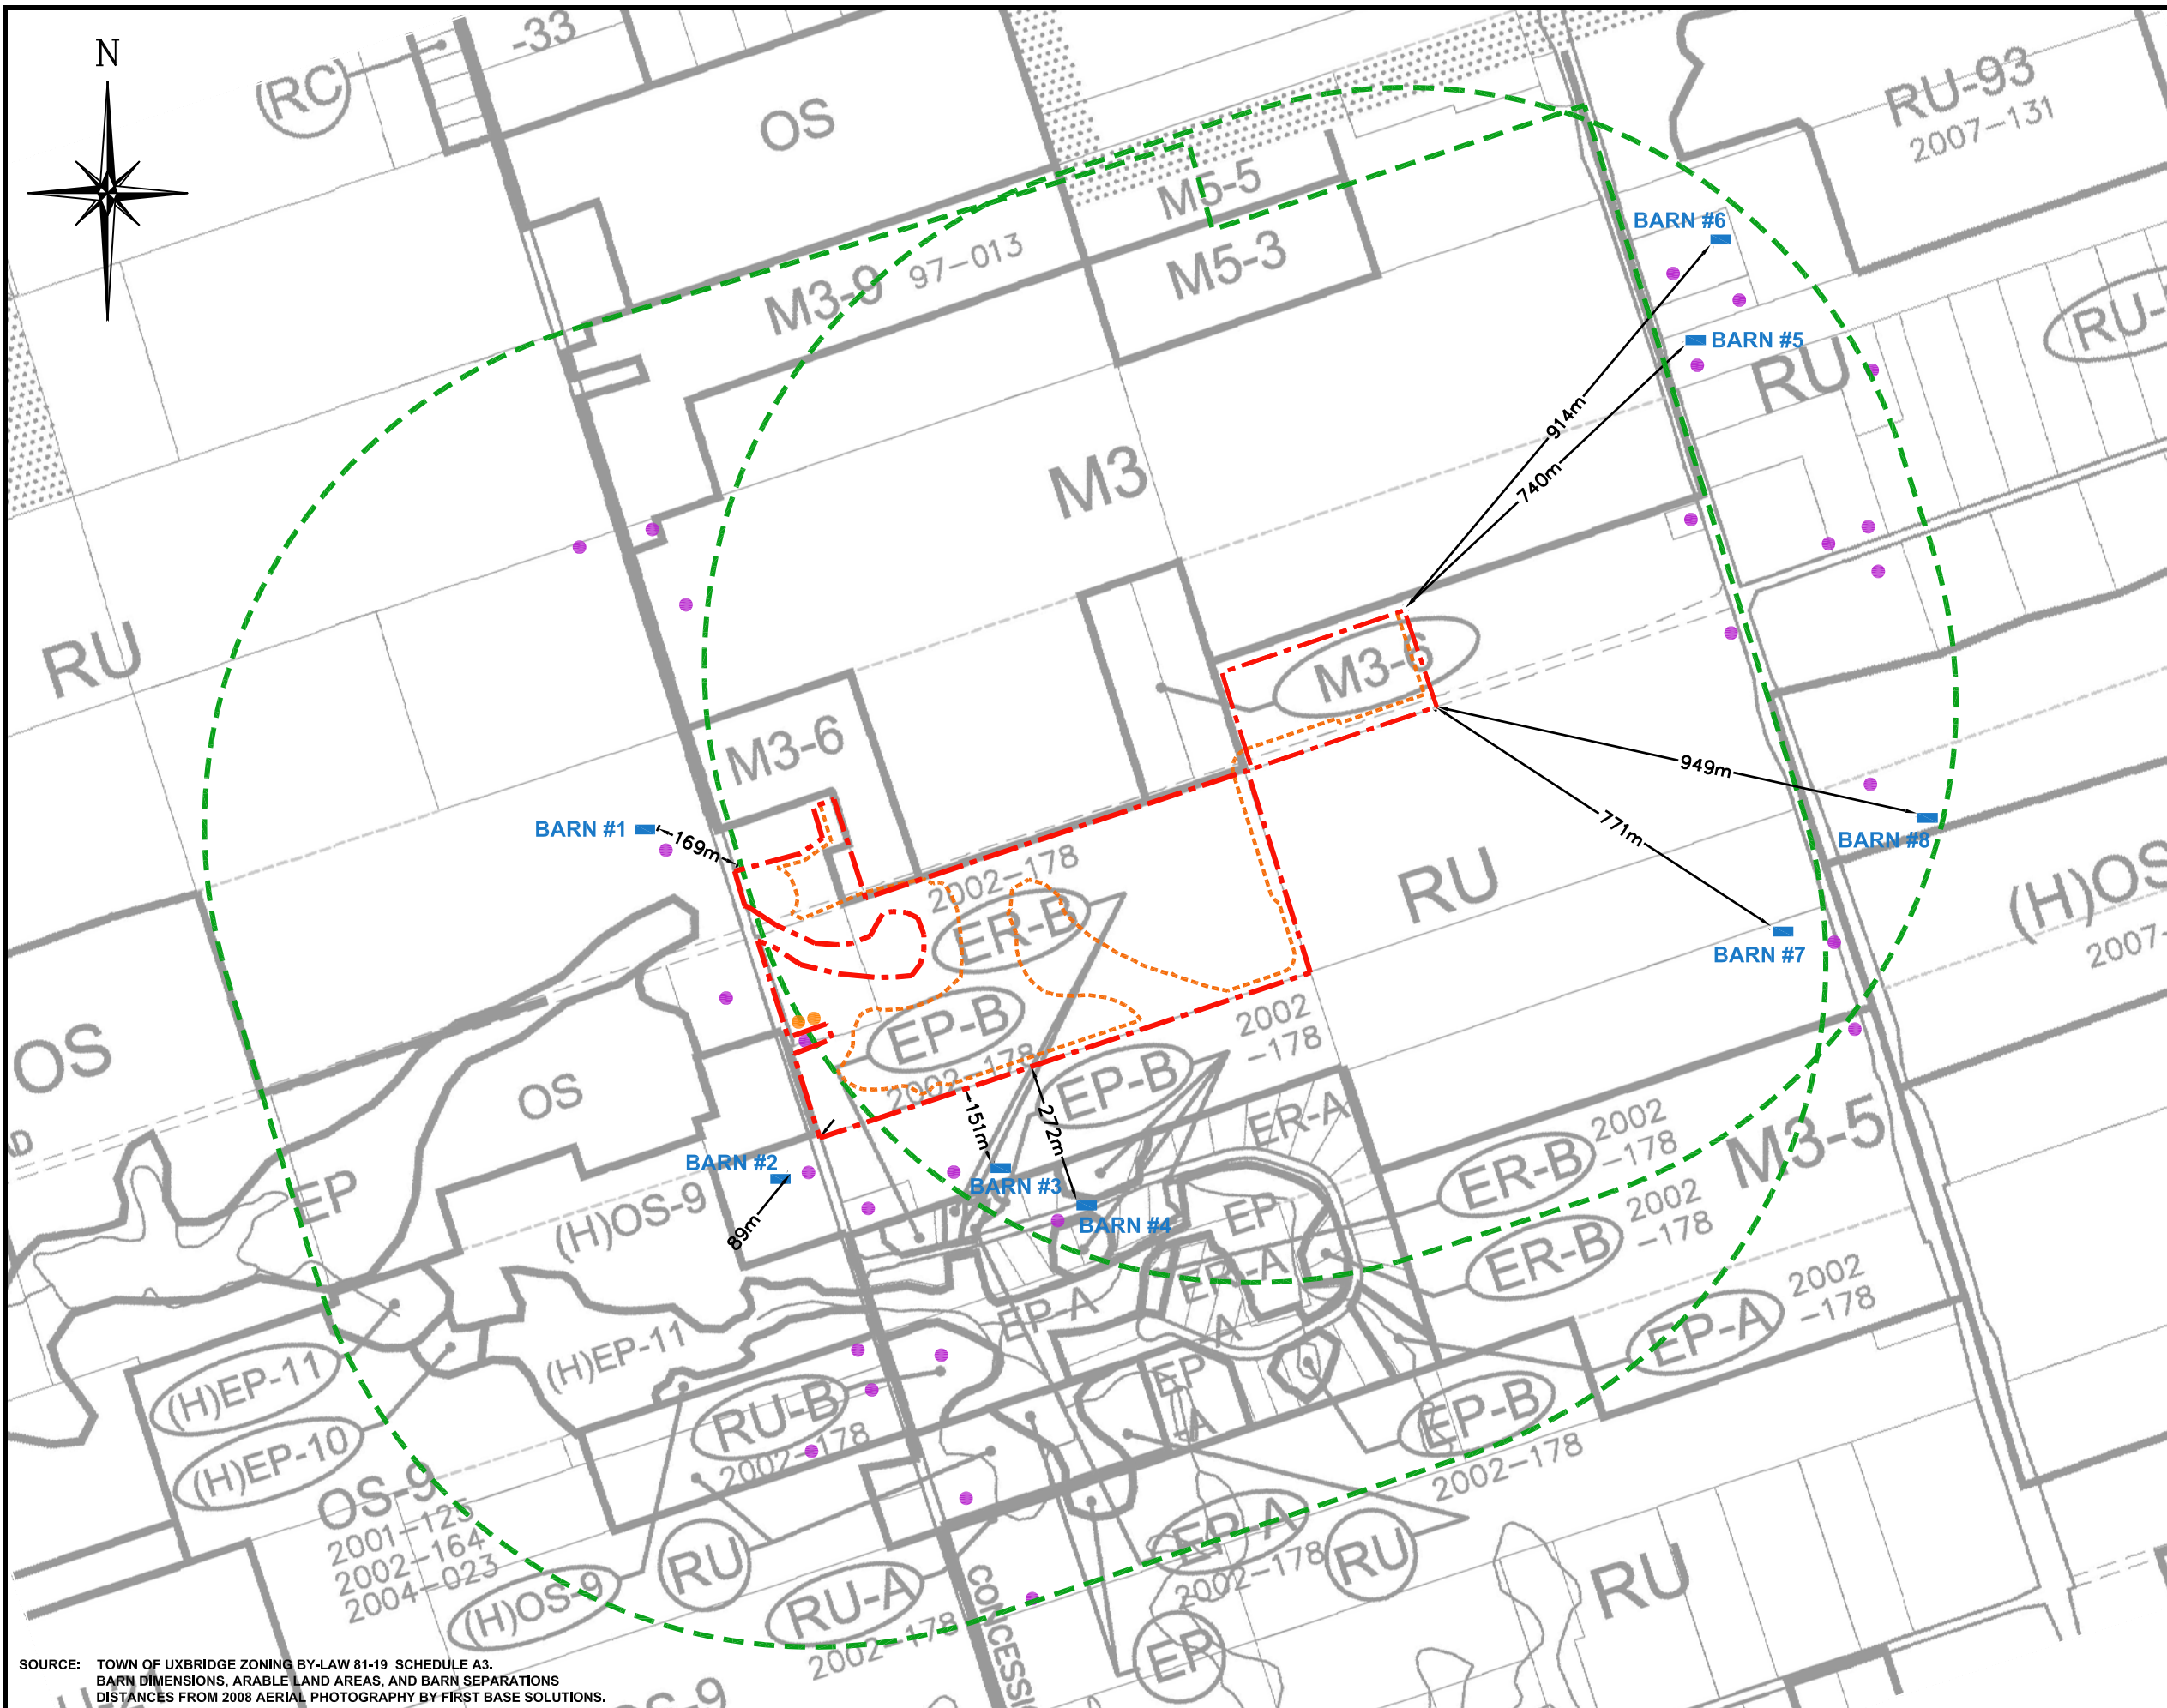 N
(RC)
-33
OS
RU-93
2007-131
M5-5
BARN #6
M3-9 97-013
M5-3
BARN #5
RU
RU-
914m
740m
M3
RU
M3-6
M3-6
949m
BARN #1
169m
771m
BARN #8
2002-178
RU
(H)OS
2007-
ER-B
BARN #7
OS
EP-B
2002-178
2002
-178
OS
EP-B
151m
272m
ER-A
2002
-178
ER-B
M3-5
BARN #2
BARN #3
EP
(H)OS-9
EP
BARN #4
2002
-178
ER-B
89m
ER-A
EP-A
2002
-178
EP-A
(H)EP-11
(H)EP-11
A
EP
-A
RU-B
2002-178
EP-B
2002-178
(H)EP-10
OS-9
2001-125
2002-164
2004-023
EP-A
2002-178
RU
RU
RU
(H)OS-9
RU-A
2002-178
EP
SOURCE: TOWN OF UXBRIDGE ZONING BY-LAW 81-19 SCHEDULE A3.
BARN DIMENSIONS, ARABLE LAND AREAS, AND BARN SEPARATIONS
DISTANCES FROM 2008 AERIAL PHOTOGRAPHY BY FIRST BASE SOLUTIONS.